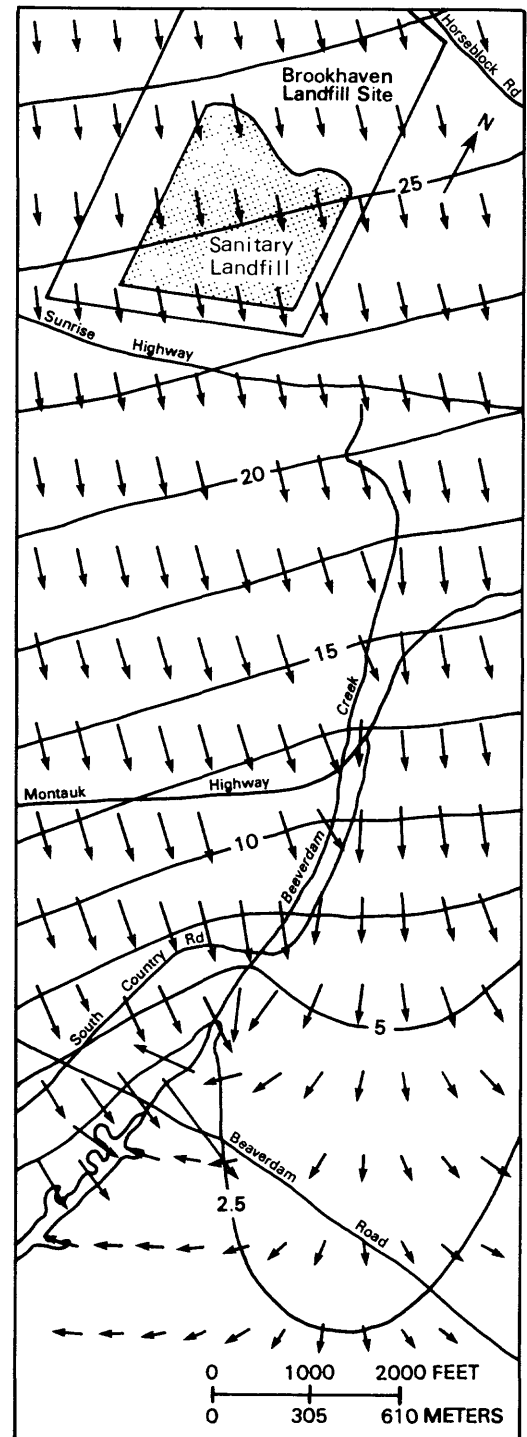 Horseblock Rd
Brookhaven
Landfill Site
N
25
Sanitary
Landfill
Sunrise Highway
20
15
Creek
Montauk Highway
Beaverdam
10
South Country Rd
5
Beaverdam Road
2.5
0 1000 2000 FEET
0 305 610 METERS